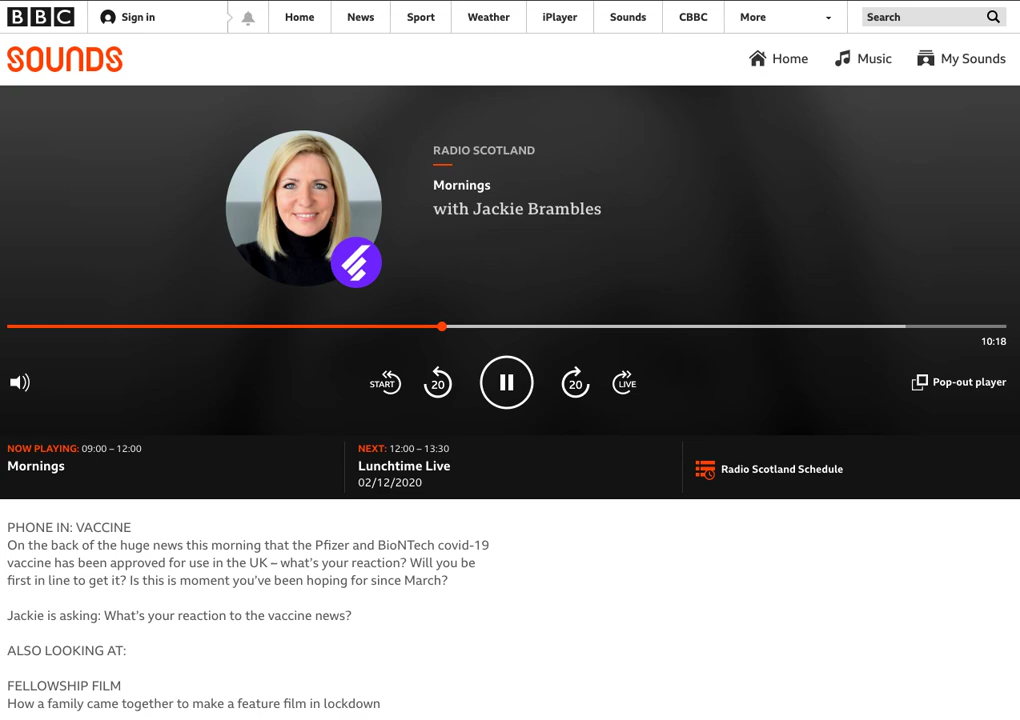 BBC
Sign in
Home
News
Sport
Weather
iPlayer
Sounds
CBBC
More
Search
SOUNDS
Home
Music
My Sounds
RADIO SCOTLAND
Mornings
with Jackie Brambles
10:18
START
20
20
LIVE
Pop-out player
NOW PLAYING: 09:00 – 12:00
Mornings
NEXT: 12:00 – 13:30
Lunchtime Live
02/12/2020
Radio Scotland Schedule
PHONE IN: VACCINE
On the back of the huge news this morning that the Pfizer and BioNTech covid-19
vaccine has been approved for use in the UK – what's your reaction? Will you be
first in line to get it? Is this is moment you've been hoping for since March?
Jackie is asking: What's your reaction to the vaccine news?
ALSO LOOKING AT:
FELLOWSHIP FILM
How a family came together to make a feature film in lockdown